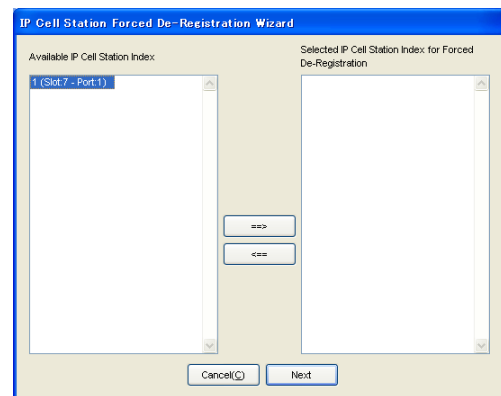 IP Cell Station Forced De-Registration Wizard
Available IP Cell Station Index
Selected IP Cell Station Index for Forced
De-Registration
1 (Slot:7 - Port:1)
==>
<==
Cancel(C)
Next